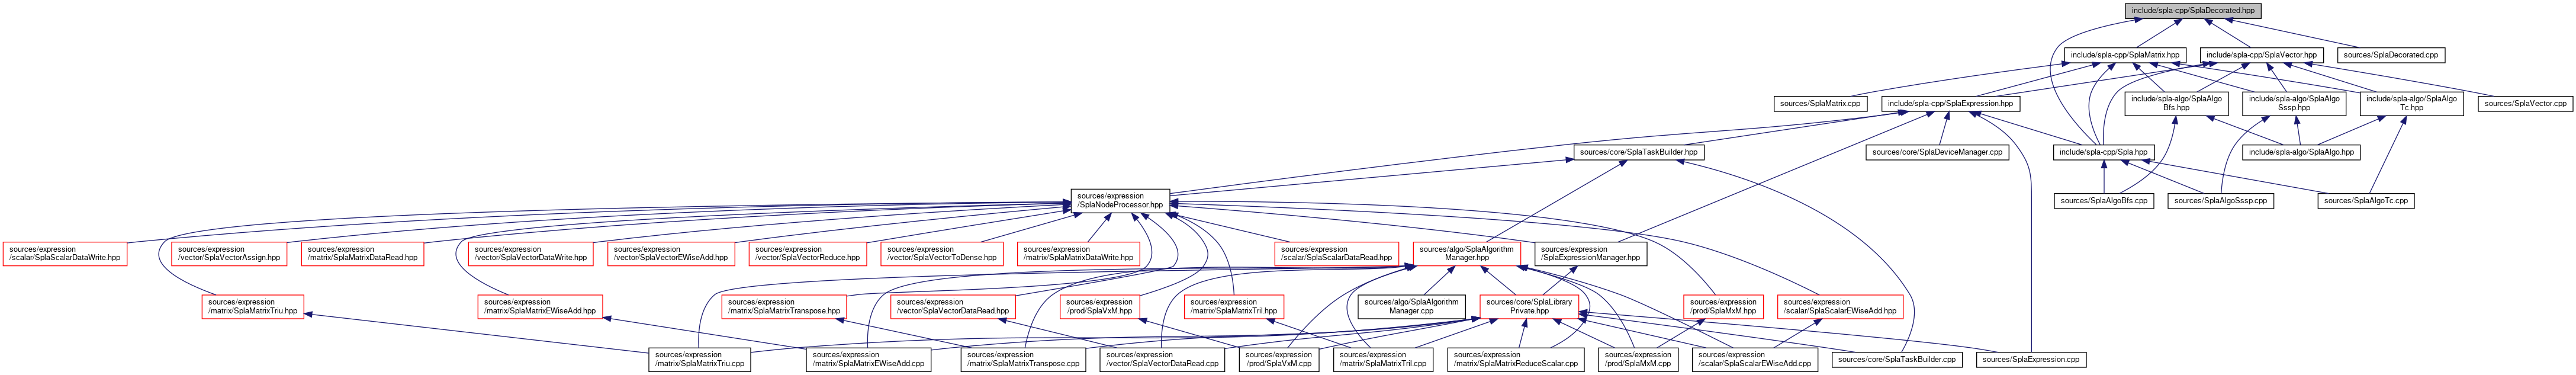 include/spla-cpp/SplaDecorated.hpp
include/spla-cpp/SplaMatrix.hpp
include/spla-cpp/SplaVector.hpp
sources/SplaDecorated.cpp
sources/SplaMatrix.cpp
include/spla-cpp/SplaExpression.hpp
include/spla-algo/SplaAlgo
Bfs.hpp
include/spla-algo/SplaAlgo
Sssp.hpp
include/spla-algo/SplaAlgo
Tc.hpp
sources/SplaVector.cpp
sources/core/SplaTaskBuilder.hpp
sources/core/SplaDeviceManager.cpp
include/spla-cpp/Spla.hpp
include/spla-algo/SplaAlgo.hpp
sources/expression
/SplaNodeProcessor.hpp
sources/SplaAlgoBfs.cpp
sources/SplaAlgoSssp.cpp
sources/SplaAlgoTc.cpp
sources/expression
/scalar/SplaScalarDataWrite.hpp
sources/expression
/vector/SplaVectorAssign.hpp
sources/expression
/matrix/SplaMatrixDataRead.hpp
sources/expression
/vector/SplaVectorDataWrite.hpp
sources/expression
/vector/SplaVectorEWiseAdd.hpp
sources/expression
/vector/SplaVectorReduce.hpp
sources/expression
/vector/SplaVectorToDense.hpp
sources/expression
/matrix/SplaMatrixDataWrite.hpp
sources/expression
/scalar/SplaScalarDataRead.hpp
sources/algo/SplaAlgorithm
Manager.hpp
sources/expression
/SplaExpressionManager.hpp
sources/expression
/matrix/SplaMatrixTriu.hpp
sources/expression
/matrix/SplaMatrixEWiseAdd.hpp
sources/expression
/matrix/SplaMatrixTranspose.hpp
sources/expression
/vector/SplaVectorDataRead.hpp
sources/expression
/prod/SplaVxM.hpp
sources/expression
/matrix/SplaMatrixTril.hpp
sources/algo/SplaAlgorithm
Manager.cpp
sources/core/SplaLibrary
Private.hpp
sources/expression
/prod/SplaMxM.hpp
sources/expression
/scalar/SplaScalarEWiseAdd.hpp
sources/expression
/matrix/SplaMatrixTriu.cpp
sources/expression
/matrix/SplaMatrixEWiseAdd.cpp
sources/expression
/matrix/SplaMatrixTranspose.cpp
sources/expression
/vector/SplaVectorDataRead.cpp
sources/expression
/prod/SplaVxM.cpp
sources/expression
/matrix/SplaMatrixTril.cpp
sources/expression
/matrix/SplaMatrixReduceScalar.cpp
sources/expression
/prod/SplaMxM.cpp
sources/expression
/scalar/SplaScalarEWiseAdd.cpp
sources/core/SplaTaskBuilder.cpp
sources/SplaExpression.cpp